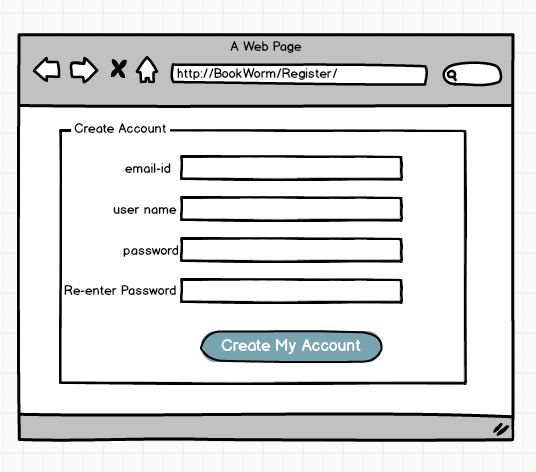 A Web Page
http://BookWorm/Register/
Create Account
email-id
user name
password
Re-enter Password
Create My Account